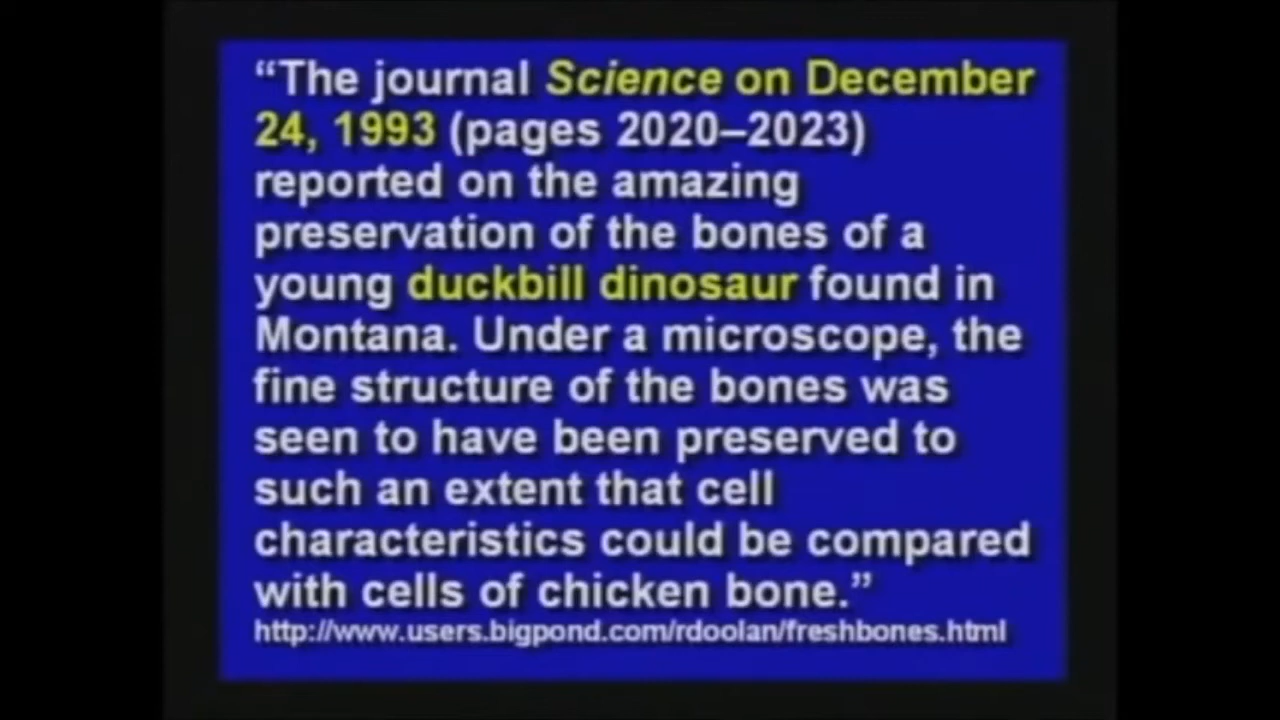 “The journal Science on December
24, 1993 (pages 2020–2023)
reported on the amazing
preservation of the bones of a
young duckbill dinosaur found in
Montana. Under a microscope, the
fine structure of the bones was
seen to have been preserved to
such an extent that cell
characteristics could be compared
with cells of chicken bone.”
http://www.users.bigpond.com/rdoolan/freshbones.html